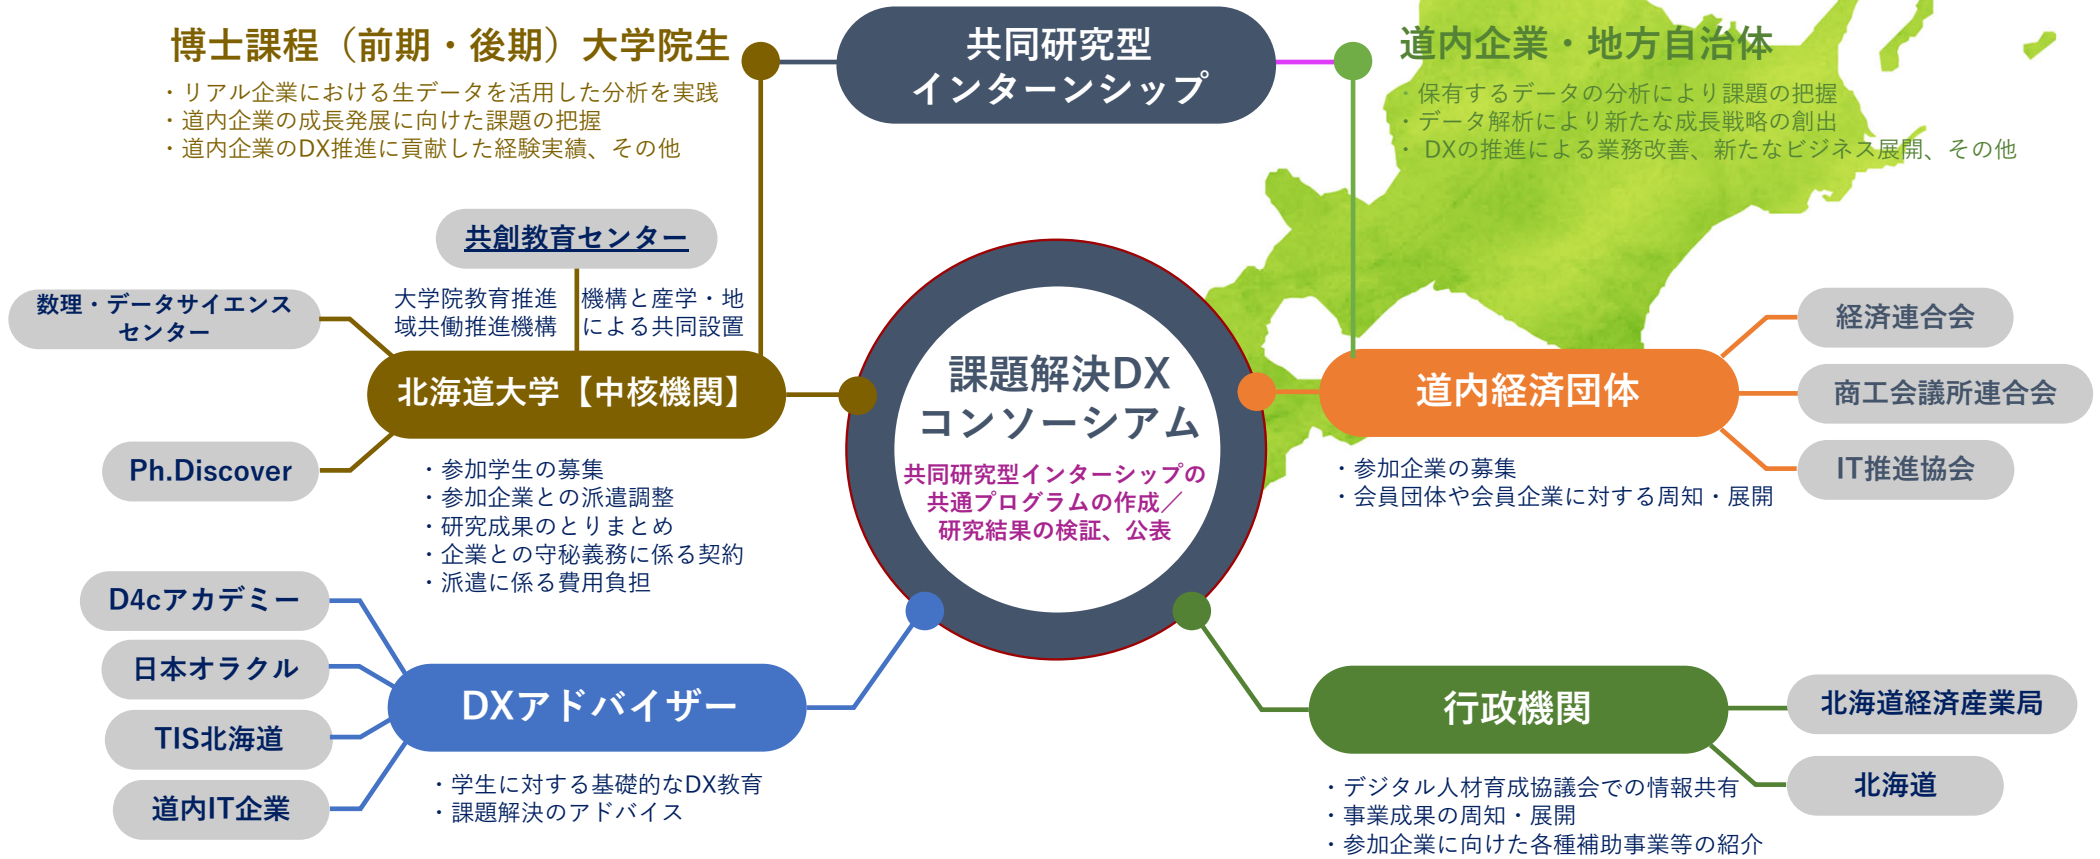 博士課程（前期・後期）大学院生
・リアル企業における生データを活用した分析を実践
・道内企業の成長発展に向けた課題の把握
・道内企業のDX推進に貢献した経験実績、その他
共同研究型
インターンシップ
道内企業・地方自治体
・保有するデータの分析により課題の把握
・データ解析により新たな成長戦略の創出
・ DXの推進による業務改善、新たなビジネス展開、その他
共創教育センター
大学院教育推進機構と産学・地
域共働推進機構による共同設置
数理・データサイエンス
センター
北海道大学【中核機関】
Ph.Discover
・参加学生の募集
・参加企業との派遣調整
・研究成果のとりまとめ
・企業との守秘義務に係る契約
・派遣に係る費用負担
課題解決DX
コンソーシアム
共同研究型インターシップの
共通プログラムの作成／
研究結果の検証、公表
道内経済団体
経済連合会
商工会議所連合会
IT推進協会
・参加企業の募集
・会員団体や会員企業に対する周知・展開
D4cアカデミー
日本オラクル
TIS北海道
道内IT企業
DXアドバイザー
・学生に対する基礎的なDX教育
・課題解決のアドバイス
行政機関
北海道経済産業局
北海道
・デジタル人材育成協議会での情報共有
・事業成果の周知・展開
・参加企業に向けた各種補助事業等の紹介